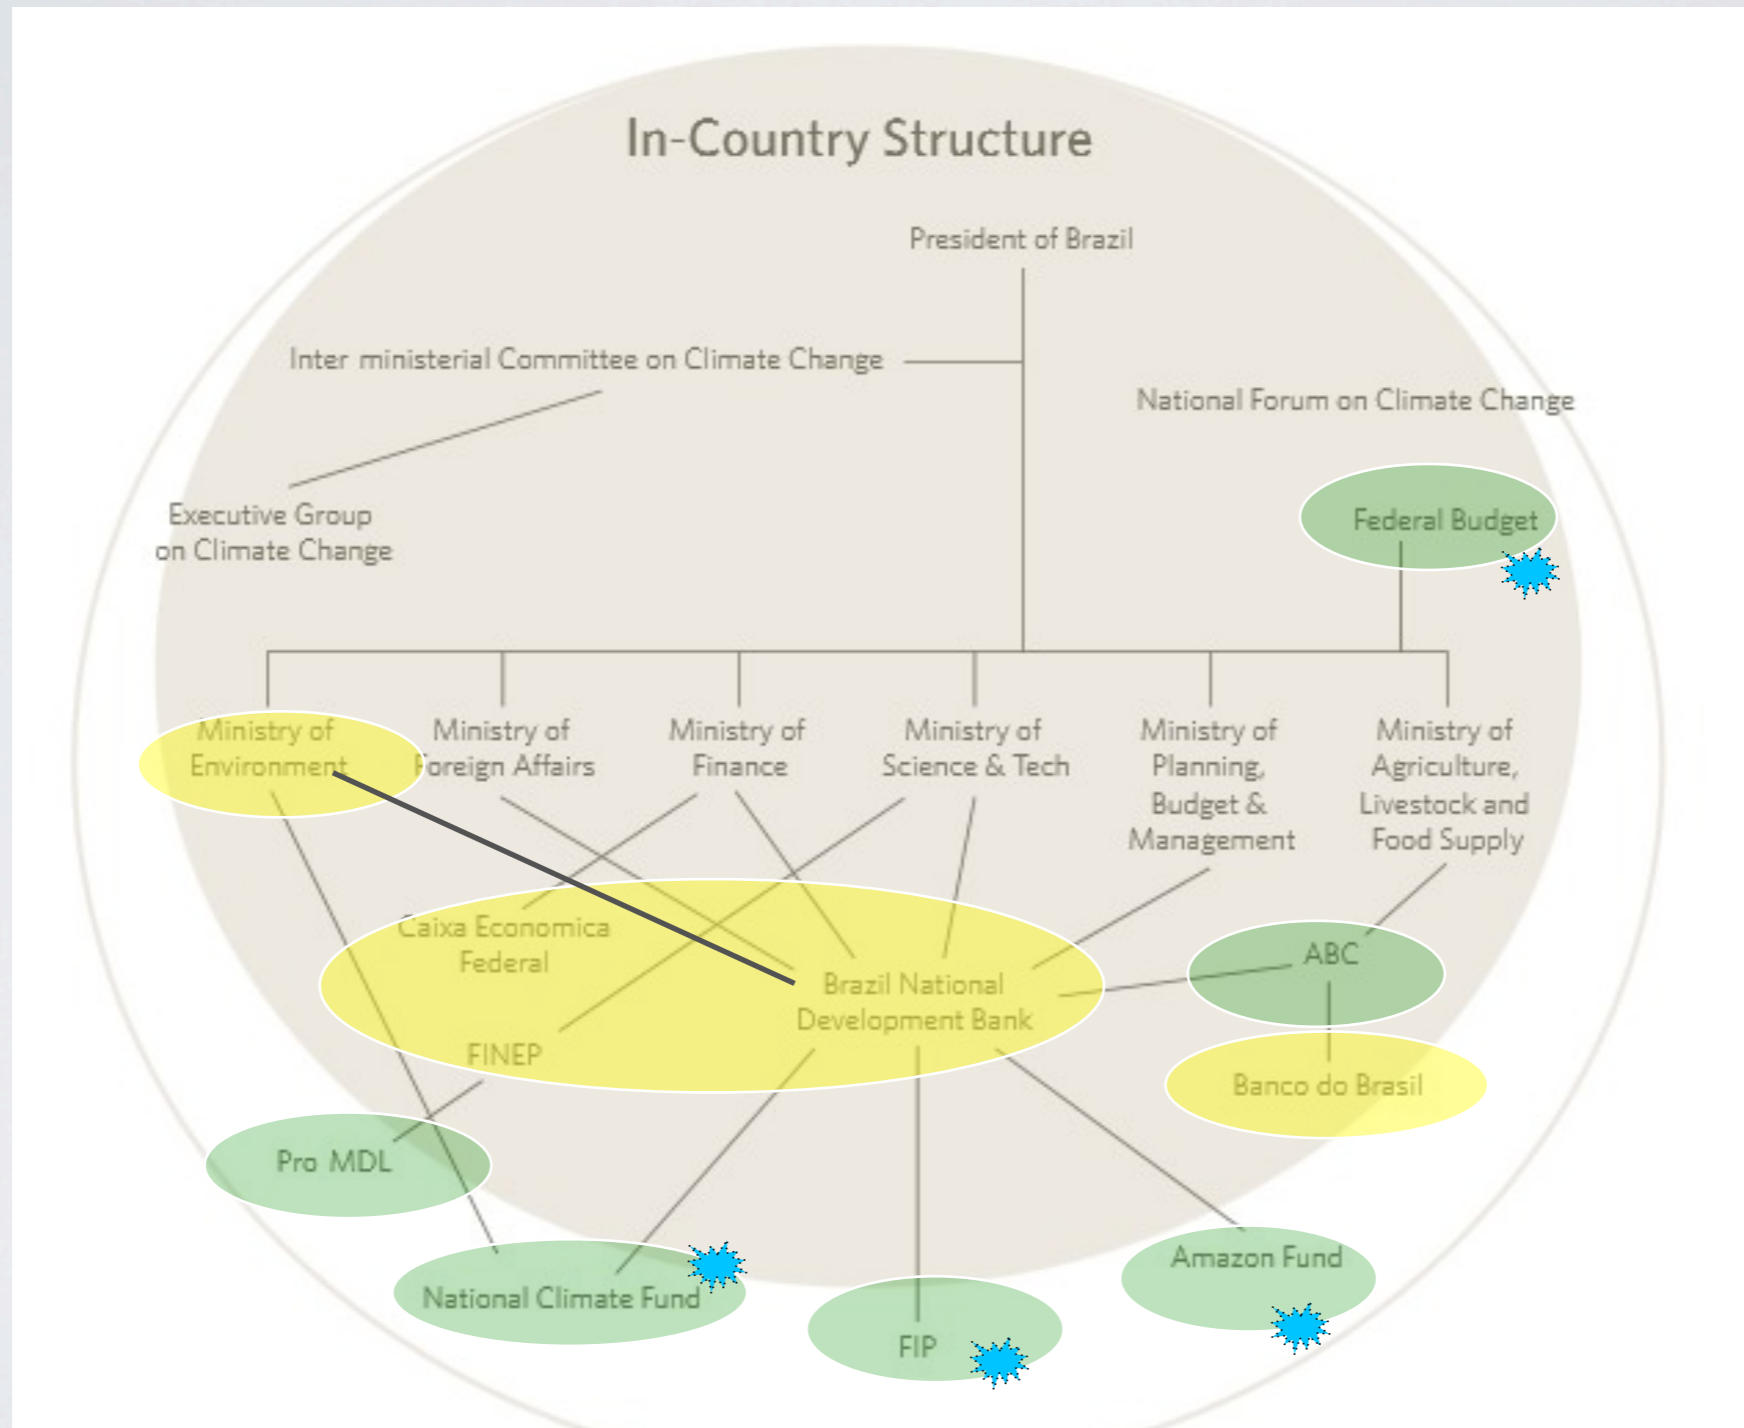 In-Country Structure
President of Brazil
Inter ministerial Committee on Climate Change
National Forum on Climate Change
Executive Group
on Climate Change
Federal Budget
Ministry of
Environment
Ministry of
Foreign Affairs
Ministry of
Finance
Ministry of
Science & Tech
Ministry of
Planning,
Budget &
Management
Ministry of
Agriculture,
Livestock and
Food Supply
Caixa Economica
Federal
Brazil National
Development Bank
ABC
FINEP
Banco do Brasil
Pro MDL
National Climate Fund
FIP
Amazon Fund